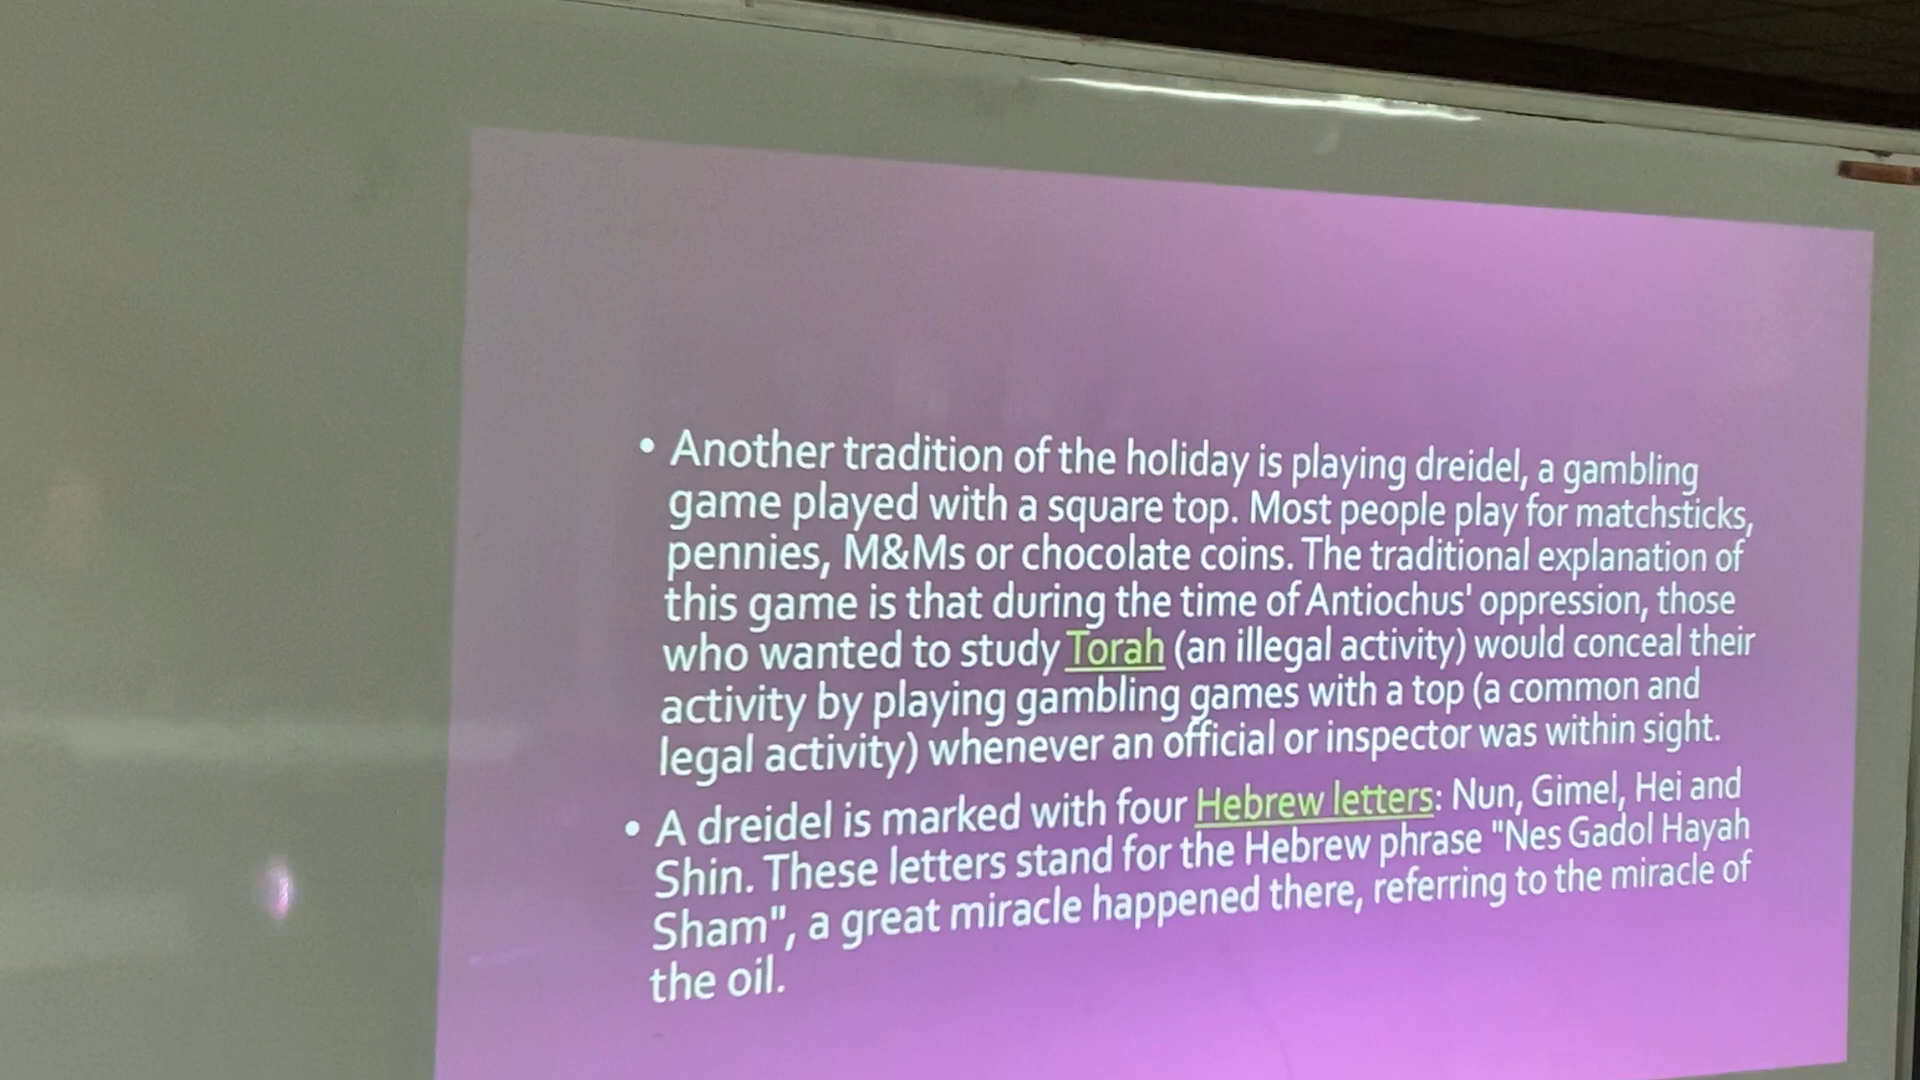 • Another tradition of the holiday is playing dreidel, a gambling
game played with a square top. Most people play for matchsticks,
pennies, M&Ms or chocolate coins. The traditional explanation of
this game is that during the time of Antiochus' oppression, those
who wanted to study Torah (an illegal activity) would conceal their
activity by playing gambling games with a top (a common and
legal activity) whenever an official or inspector was within sight.
• A dreidel is marked with four Hebrew letters: Nun, Gimel, Hei and
Shin. These letters stand for the Hebrew phrase "Nes Gadol Hayah
Sham", a great miracle happened there, referring to the miracle of
the oil.